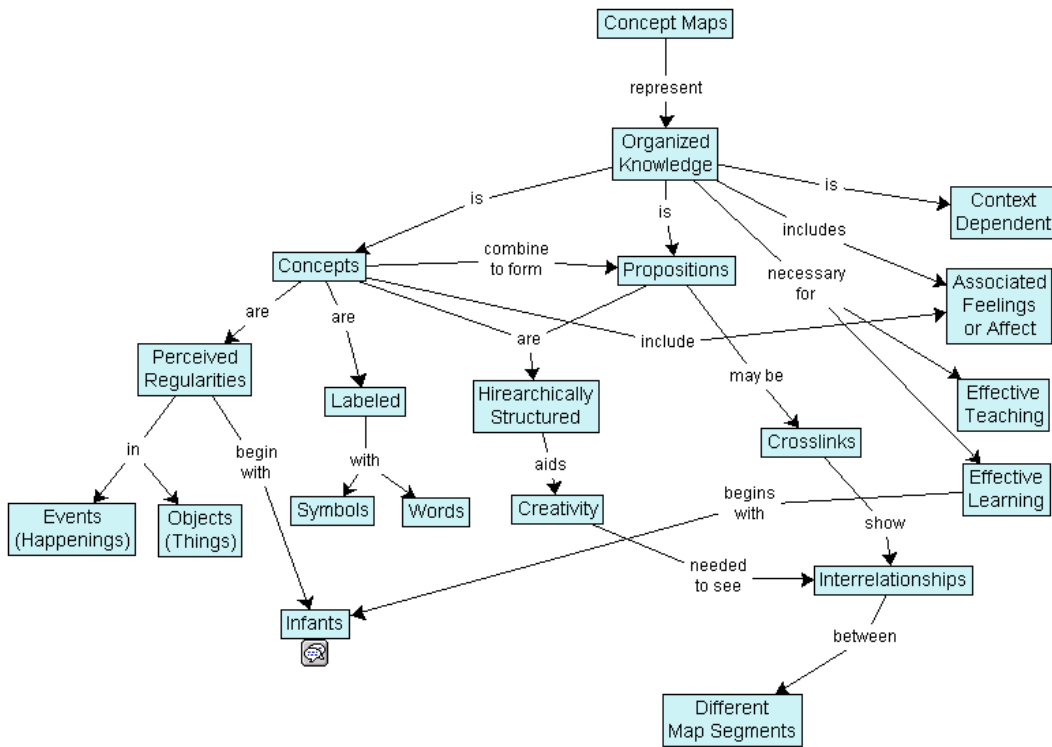 Concept Maps
represent
Organized
Knowledge
is
is
is
Context
Dependent
includes
combine
to form
Concepts
Propositions
necessary
for
Associated
Feelings
or Affect
are
are
are
include
Perceived
Regularities
may be
Labeled
Hirearchically
Structured
Effective
Teaching
Crosslinks
in
begin
with
with
aids
Effective
Learning
Events
(Happenings)
Objects
(Things)
Symbols
Words
Creativity
begins
with
show
needed
to see
Interrelationships
Infants
between
Different
Map Segments